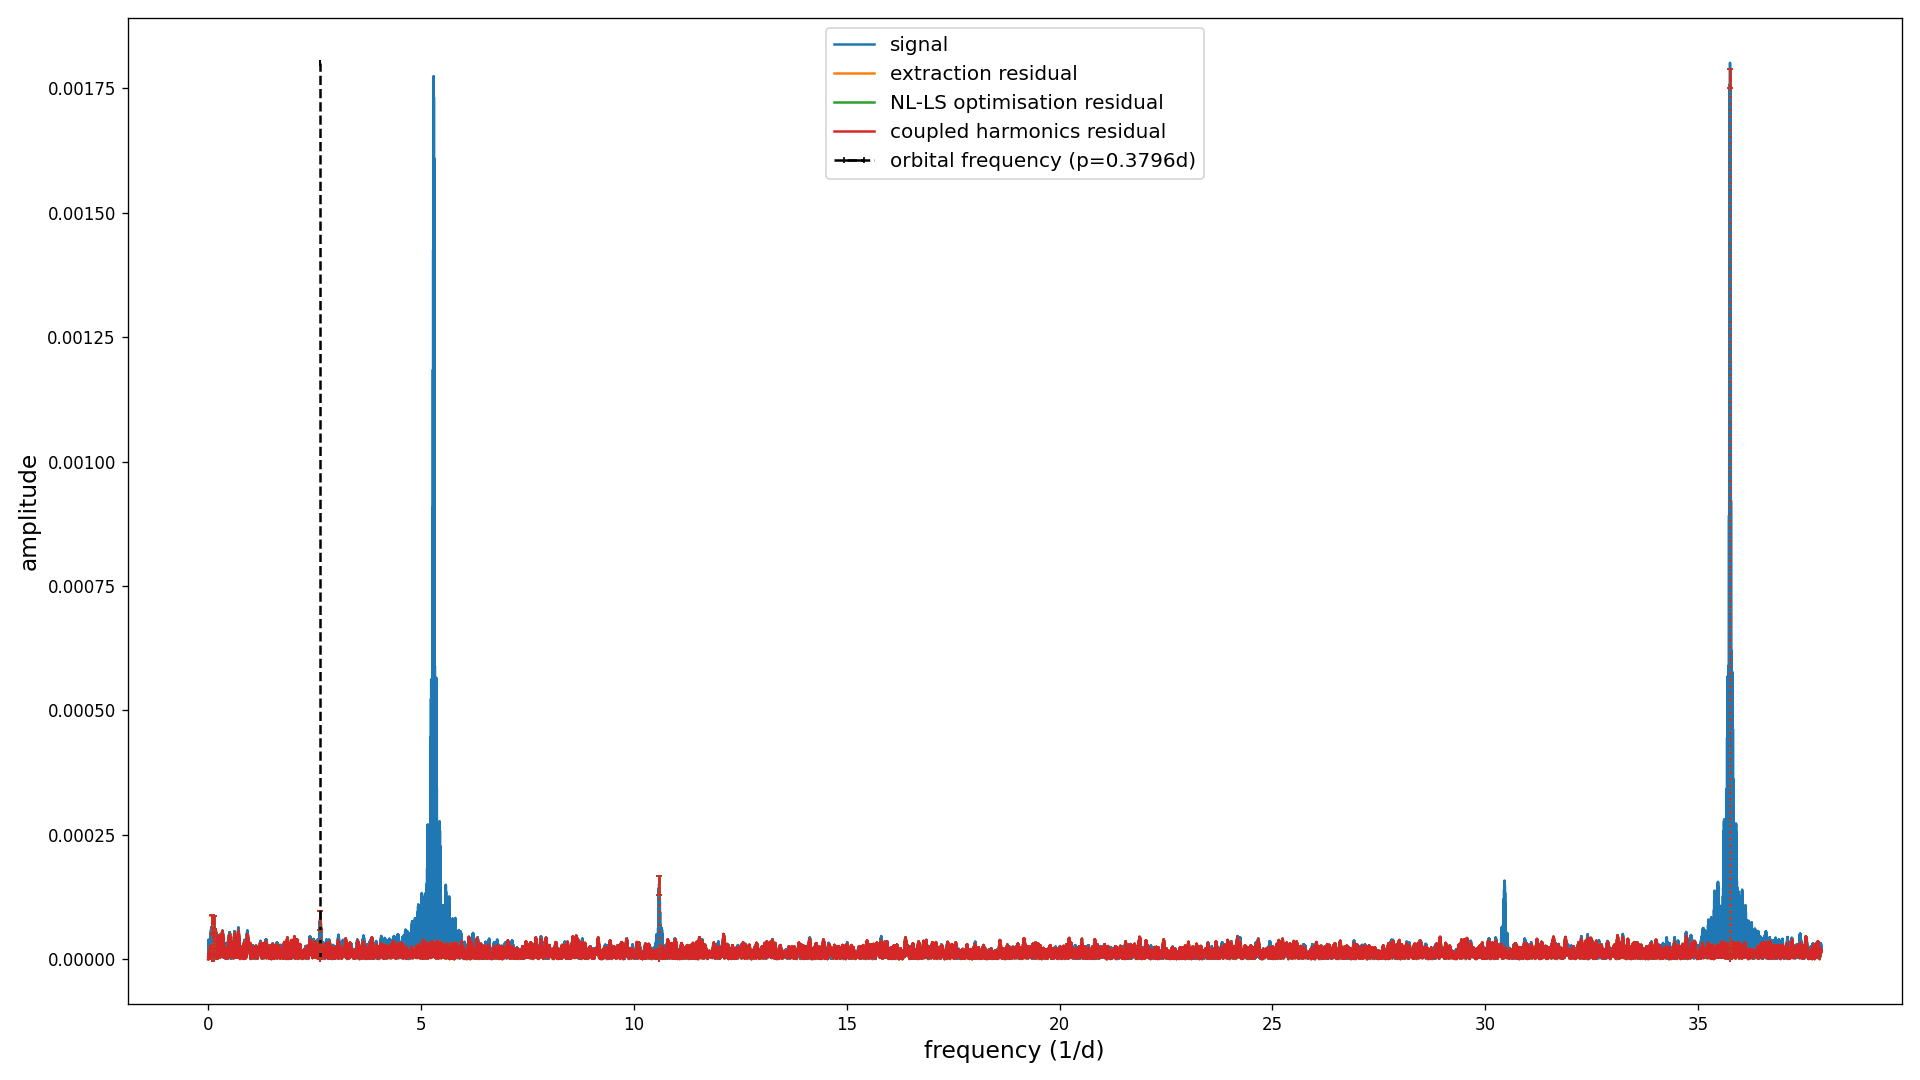 signal
extraction residual
NL-LS optimisation residual
coupled harmonics residual
orbital frequency (p=0.3796d)
amplitude
0.00175
0.00150
0.00125
0.00100
0.00075
0.00050
0.00025
0.00000
0 5 10 15 20 25 30 35
frequency (1/d)